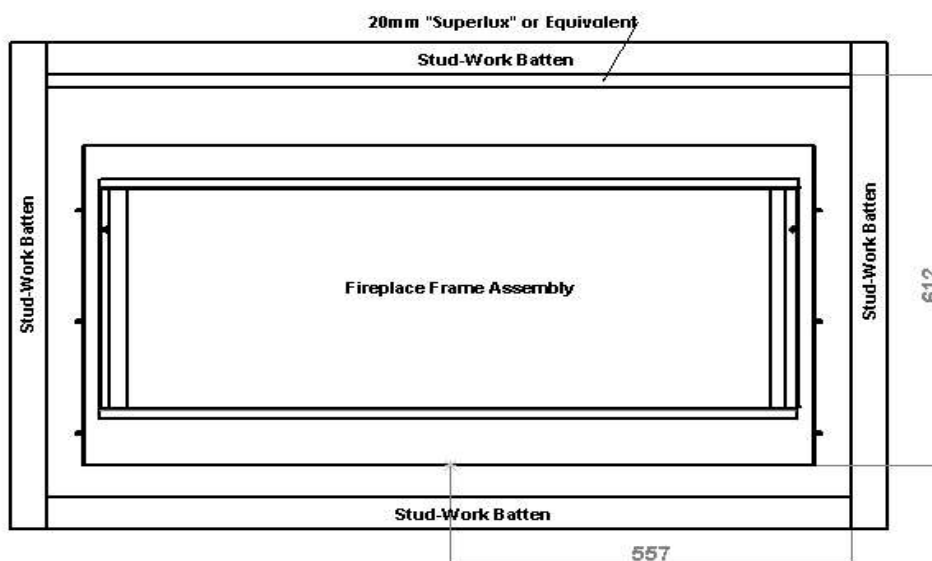 20mm "Superlux" or Equivalent
Stud-Work Batten
Stud-Work Batten
Stud-Work Batten
Fireplace Frame Assembly
612
Stud-Work Batten
557